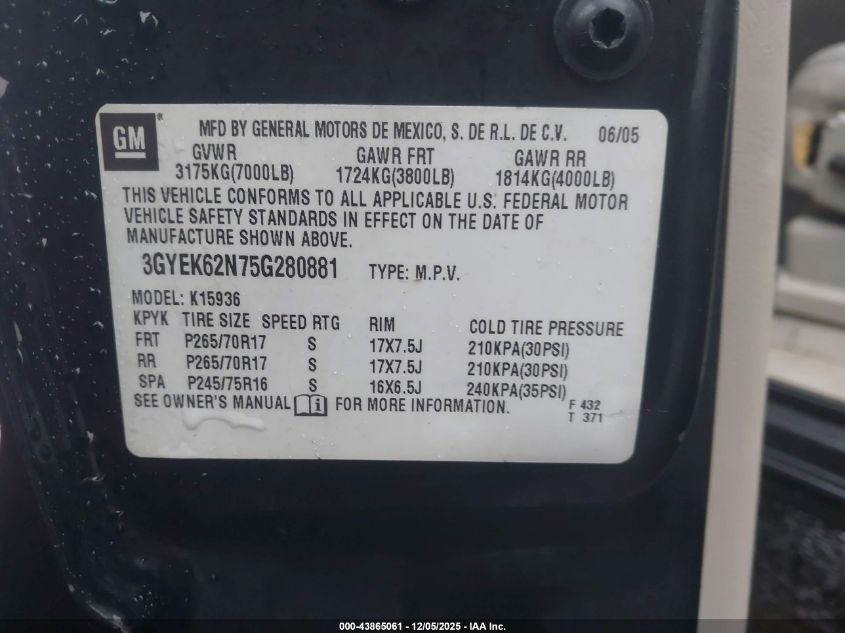 GM
MFD BY GENERAL MOTORS DE MEXICO, S. DE R.L. DE C.V. 06/05
GVWR GAWR FRT GAWR RR
3175KG(7000LB) 1724KG(3800LB) 1814KG(4000LB)
THIS VEHICLE CONFORMS TO ALL APPLICABLE U.S. FEDERAL MOTOR
VEHICLE SAFETY STANDARDS IN EFFECT ON THE DATE OF
MANUFACTURE SHOWN ABOVE.
3GYEK62N75G280881 TYPE: M.P.V.
MODEL: K15936
KPYK TIRE SIZE SPEED RTG RIM COLD TIRE PRESSURE
FRT P265/70R17 S 17X7.5J 210KPA(30PSI)
RR P265/70R17 S 17X7.5J 210KPA(30PSI)
SPA P245/75R16 S 16X6.5J 240KPA(35PSI)
SEE OWNER'S MANUAL i FOR MORE INFORMATION.
F 432
T 371
000-43865061 - 12/05/2025 - IAA Inc.